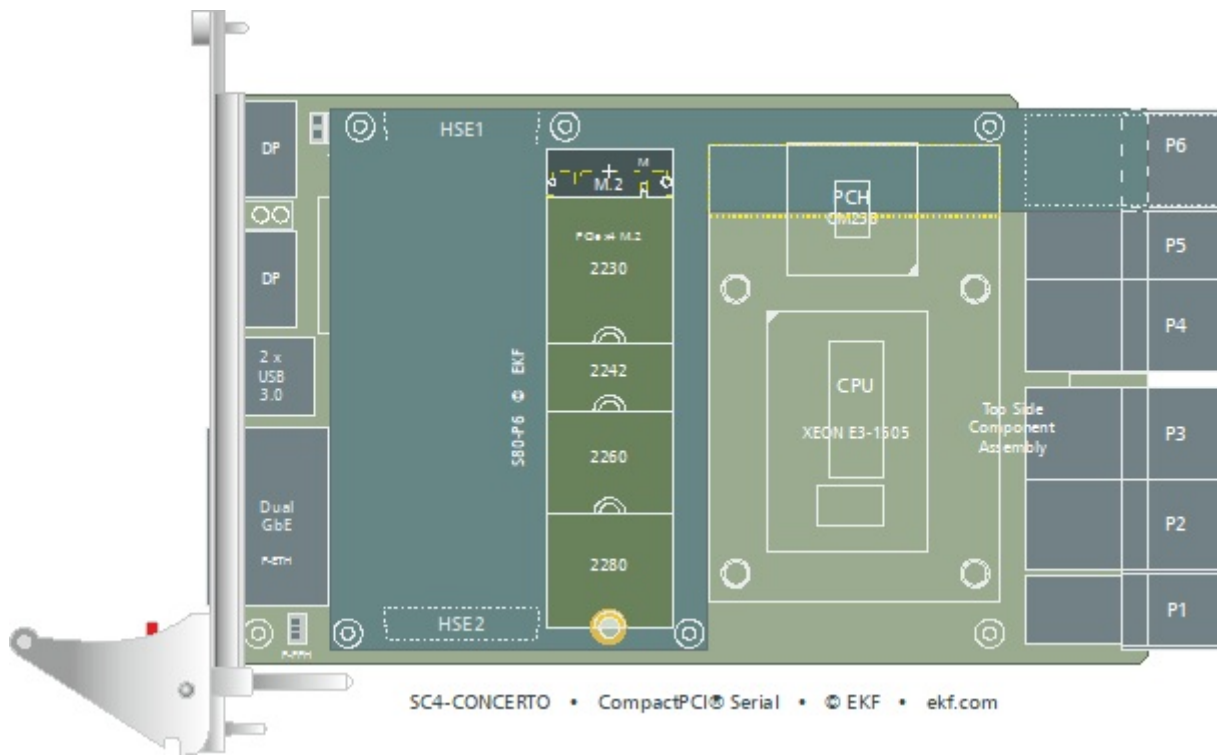 DP
HSE1
M
M.2
PCIe x4 M.2
2230
DP
PCH
CM236
P6
P5
P4
2 x
USB
3.0
2242
CPU
XEON E3-1505
S80-P6 © EKF
2260
Top Side
Component
Assembly
P3
Dual
GbE
F-ETH
2280
P2
P1
HSE2
SC4-CONCERTO • CompactPCI® Serial • © EKF • ekf.com